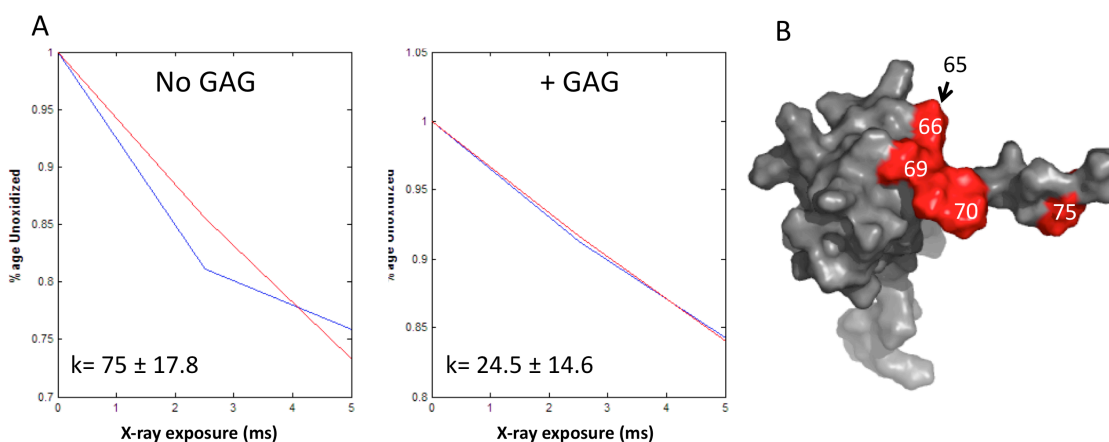 A
No GAG
1
0.95
0.9
0.85
0.8
0.75
0.7
% age Unoxidized
k= 75 ± 17.8
0 1 2 3 4 5
X-ray exposure (ms)
+ GAG
1.05
1
0.95
0.9
0.85
0.8
% age Unoxidized
k= 24.5 ± 14.6
0 1 2 3 4 5
X-ray exposure (ms)
B
65
66
69
70
75